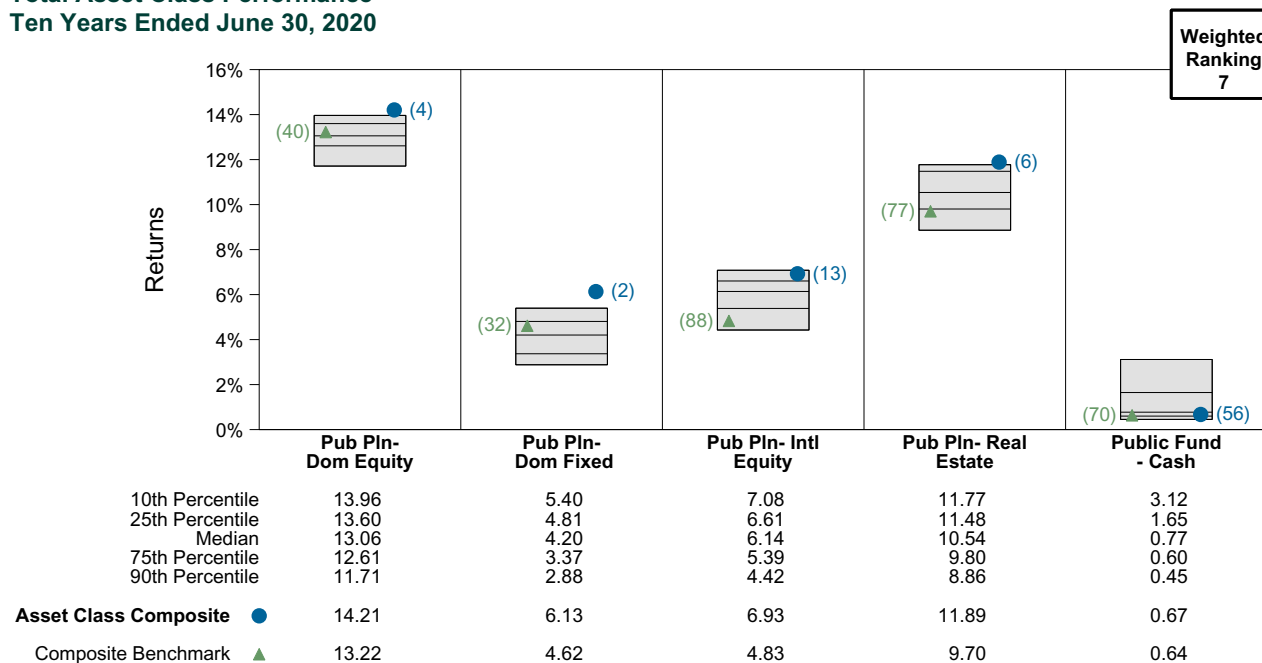 Total Asset Class Performance
Ten Years Ended June 30, 2020
Weighted
Ranking
7
Returns
16%
14%
12%
10%
8%
6%
4%
2%
0%
(40)
(4)
(32)
(2)
(88)
(13)
(77)
(6)
(70)
(56)
Pub Pln- Dom Equity
Pub Pln- Dom Fixed
Pub Pln- Intl Equity
Pub Pln- Real Estate
Public Fund - Cash
10th Percentile 13.96 5.40 7.08 11.77 3.12
25th Percentile 13.60 4.81 6.61 11.48 1.65
Median 13.06 4.20 6.14 10.54 0.77
75th Percentile 12.61 3.37 5.39 9.80 0.60
90th Percentile 11.71 2.88 4.42 8.86 0.45
Asset Class Composite 14.21 6.13 6.93 11.89 0.67
Composite Benchmark 13.22 4.62 4.83 9.70 0.64